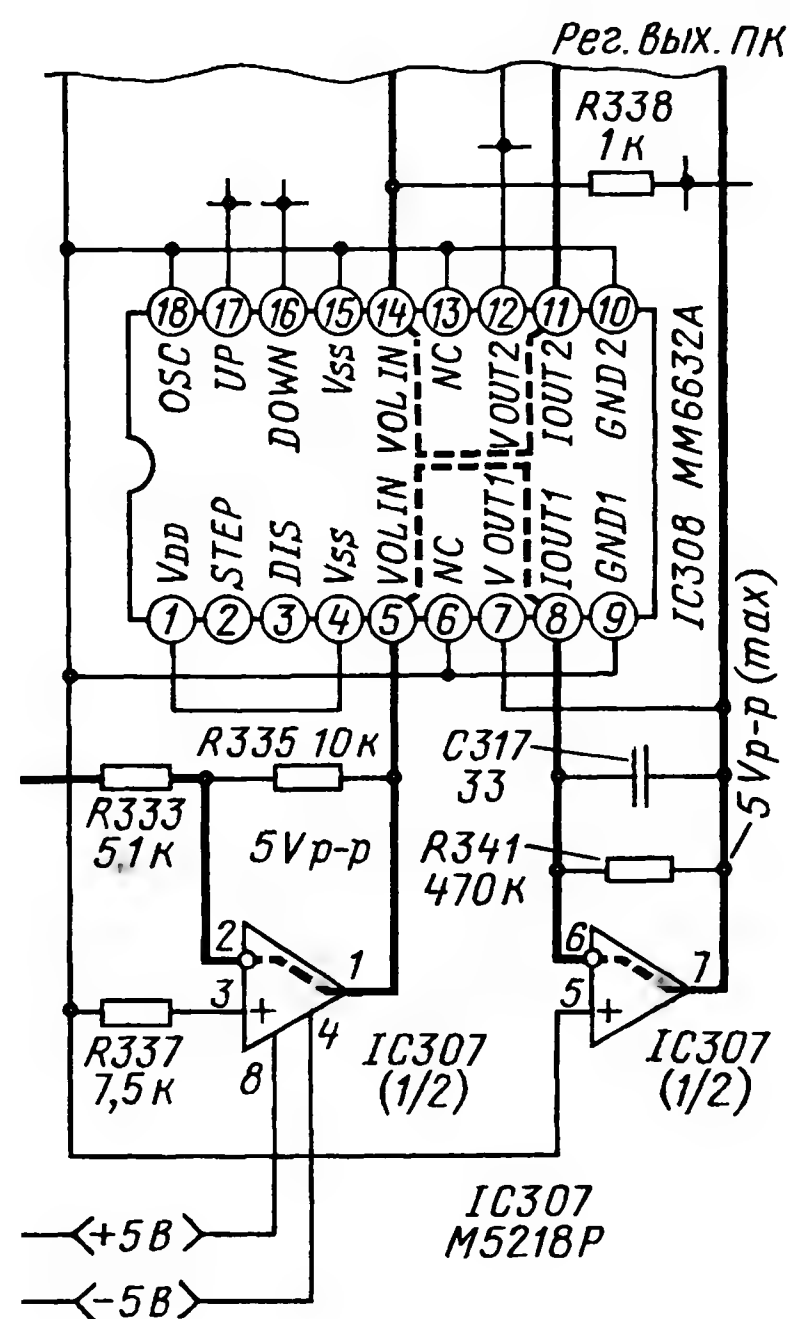 Рег. вых. ПК
R338
1к
18 17 16 15 14 13 12 11 10
OSC
UP
DOWN
Vss
VOL IN
NC
V OUT2
IOUT2
GND2
VDD
STEP
DIS
Vss
VOL IN
NC
V OUT1
IOUT1
GND1
1 2 3 4 5 6 7 8 9
IC308 MM6632A
R335 10к
C317
33
5Vp-p (max)
R333
5,1к
5Vp-p
R341
470к
2
1
3
+
4
8
R337
7,5к
IC307
(1/2)
6
7
5
+
IC307
(1/2)
IC307
M5218P
+5В
-5В